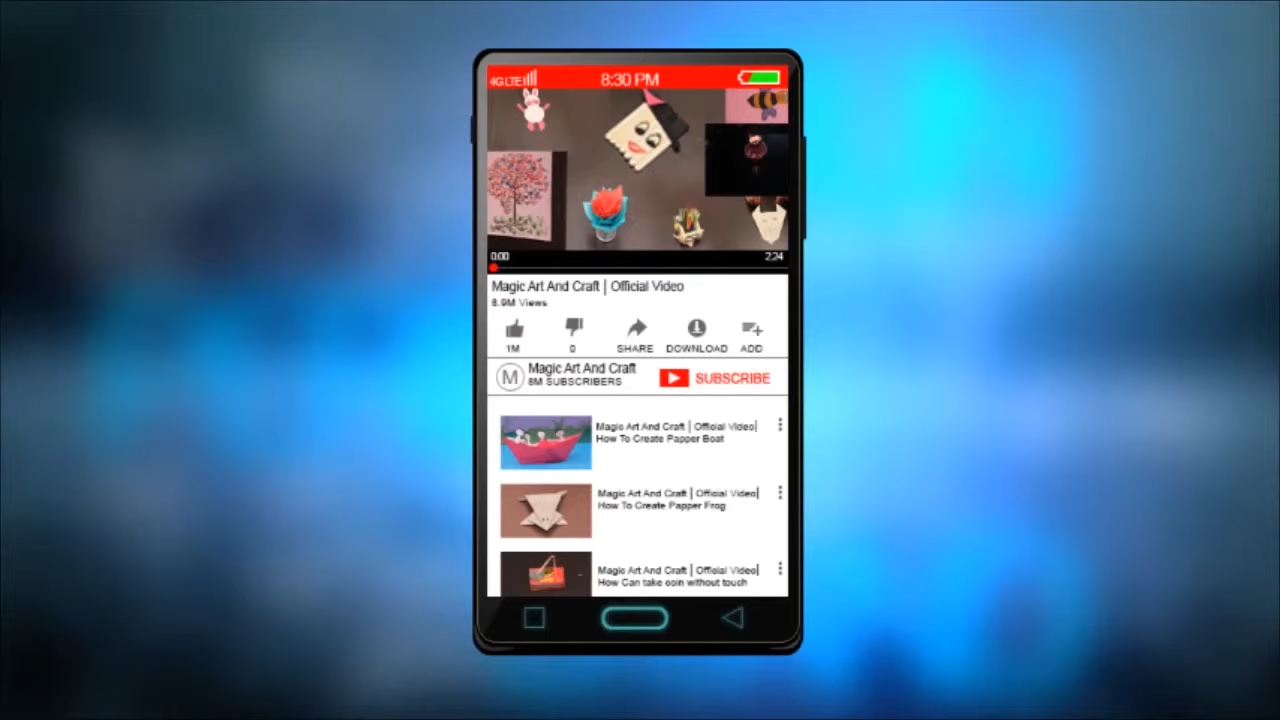 4G LTE 8:30 PM
0:00 2:24
Magic Art And Craft | Official Video
8.9M Views
1M 0 SHARE DOWNLOAD ADD
M Magic Art And Craft
8M SUBSCRIBERS
SUBSCRIBE
Magic Art And Craft | Official Video|
How To Create Papper Boat
Magic Art And Craft | Official Video|
How To Create Papper Frog
Magic Art And Craft | Official Video|
How Can take coin without touch